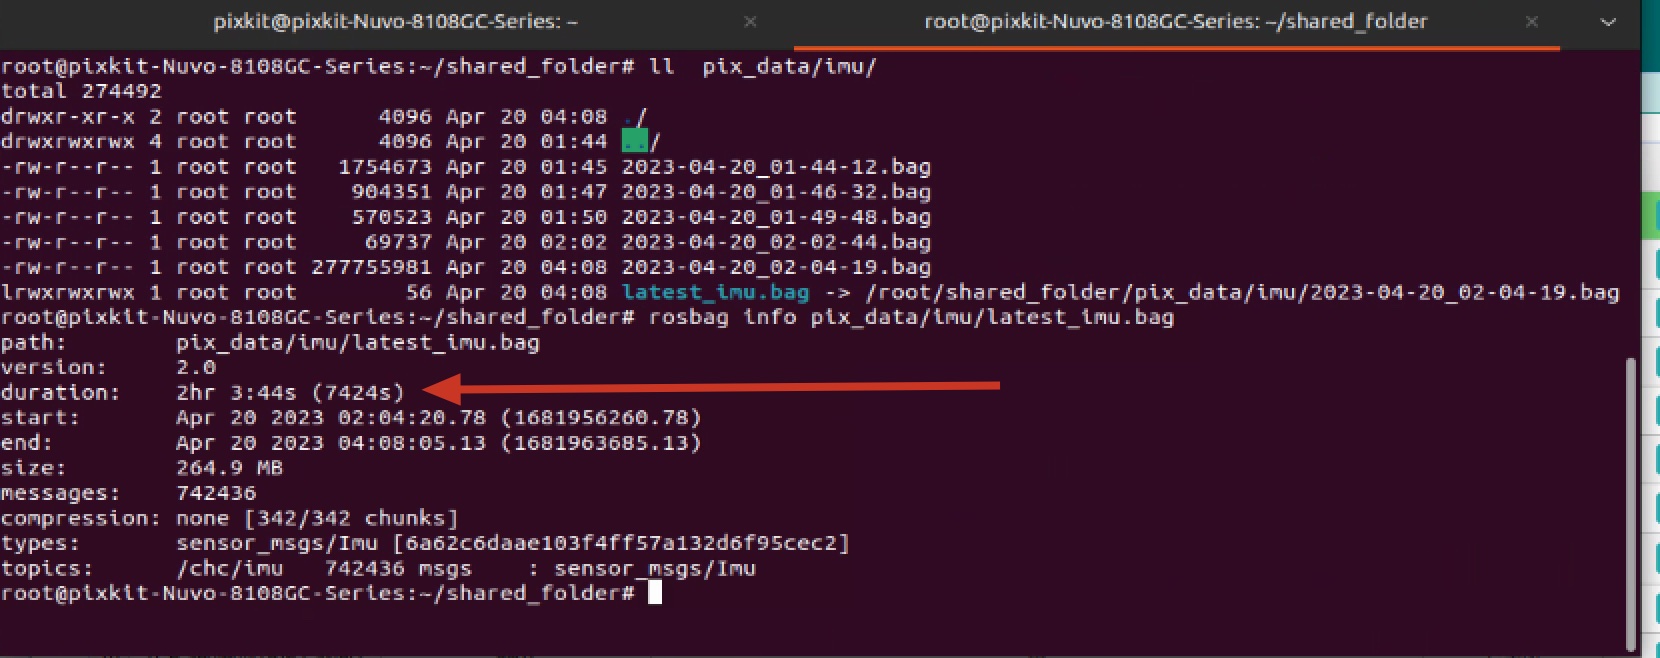 pixkit@pixkit-Nuvo-8108GC-Series: ~ × root@pixkit-Nuvo-8108GC-Series: ~/shared_folder ×
root@pixkit-Nuvo-8108GC-Series:~/shared_folder# ll  pix_data/imu/
total 274492
drwxr-xr-x 2 root root      4096 Apr 20 04:08 ./
drwxrwxrwx 4 root root      4096 Apr 20 01:44 ../
-rw-r--r-- 1 root root   1754673 Apr 20 01:45 2023-04-20_01-44-12.bag
-rw-r--r-- 1 root root    904351 Apr 20 01:47 2023-04-20_01-46-32.bag
-rw-r--r-- 1 root root    570523 Apr 20 01:50 2023-04-20_01-49-48.bag
-rw-r--r-- 1 root root     69737 Apr 20 02:02 2023-04-20_02-02-44.bag
-rw-r--r-- 1 root root 277755981 Apr 20 04:08 2023-04-20_02-04-19.bag
lrwxrwxrwx 1 root root        56 Apr 20 04:08 latest_imu.bag -> /root/shared_folder/pix_data/imu/2023-04-20_02-04-19.bag
root@pixkit-Nuvo-8108GC-Series:~/shared_folder# rosbag info pix_data/imu/latest_imu.bag
path:        pix_data/imu/latest_imu.bag
version:     2.0
duration:    2hr 3:44s (7424s)
start:       Apr 20 2023 02:04:20.78 (1681956260.78)
end:         Apr 20 2023 04:08:05.13 (1681963685.13)
size:        264.9 MB
messages:    742436
compression: none [342/342 chunks]
types:       sensor_msgs/Imu [6a62c6daae103f4ff57a132d6f95cec2]
topics:      /chc/imu   742436 msgs    : sensor_msgs/Imu
root@pixkit-Nuvo-8108GC-Series:~/shared_folder#